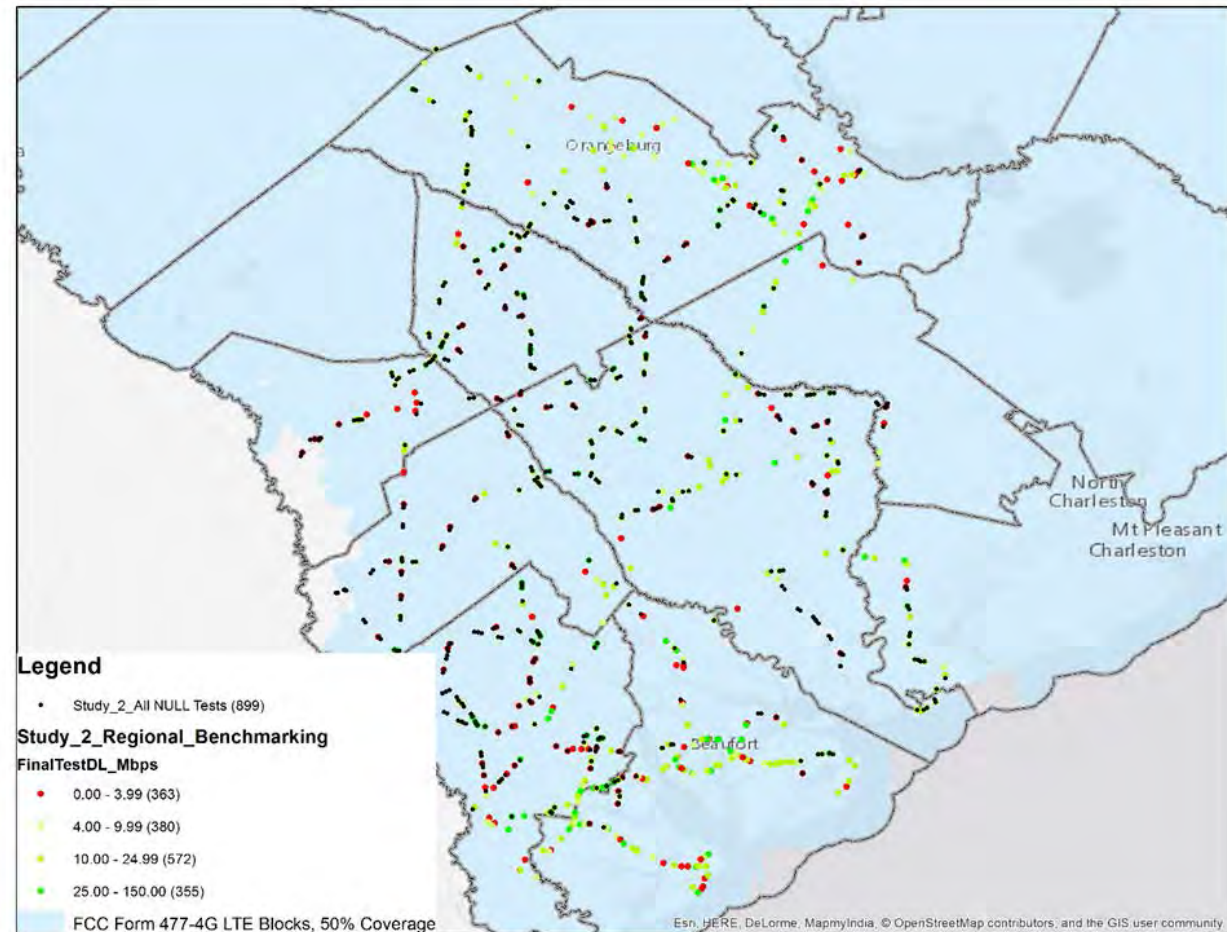 Orangeburg
North
Charleston
Mt Pleasant
Charleston
Beaufort
Legend
Study_2_All NULL Tests (899)
Study_2_Regional_Benchmarking
FinalTestDL_Mbps
0.00 - 3.99 (363)
4.00 - 9.99 (380)
10.00 - 24.99 (572)
25.00 - 150.00 (355)
FCC Form 477-4G LTE Blocks, 50% Coverage
Esri, HERE, DeLorme, MapmyIndia, © OpenStreetMap contributors, and the GIS user community